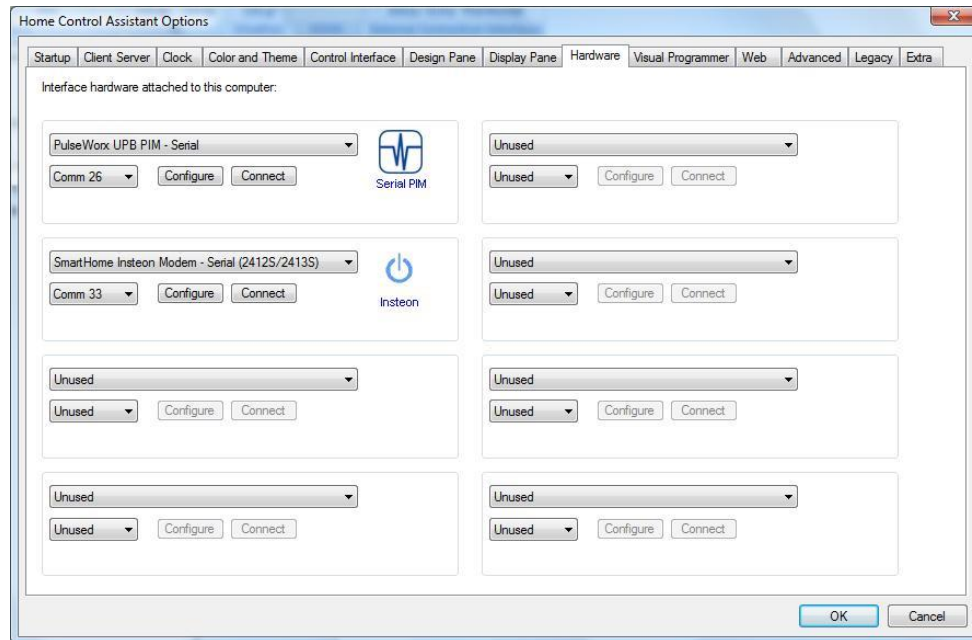 Home Control Assistant Options
Startup Client Server Clock Color and Theme Control Interface Design Pane Display Pane Hardware Visual Programmer Web Advanced Legacy Extra
Interface hardware attached to this computer:
PulseWorx UPB PIM - Serial
Comm 26 Configure Connect
Serial PIM
Unused
Unused Configure Connect
SmartHome Insteon Modem - Serial (2412S/2413S)
Comm 33 Configure Connect
Insteon
Unused
Unused Configure Connect
Unused
Unused Configure Connect
Unused
Unused Configure Connect
Unused
Unused Configure Connect
Unused
Unused Configure Connect
OK Cancel